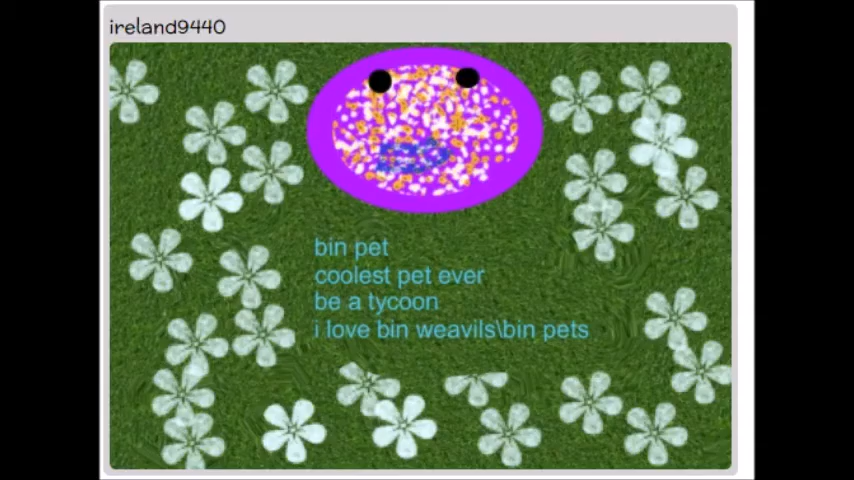 ireland9440
bin pet
coolest pet ever
be a tycoon
i love bin weavils\bin pets